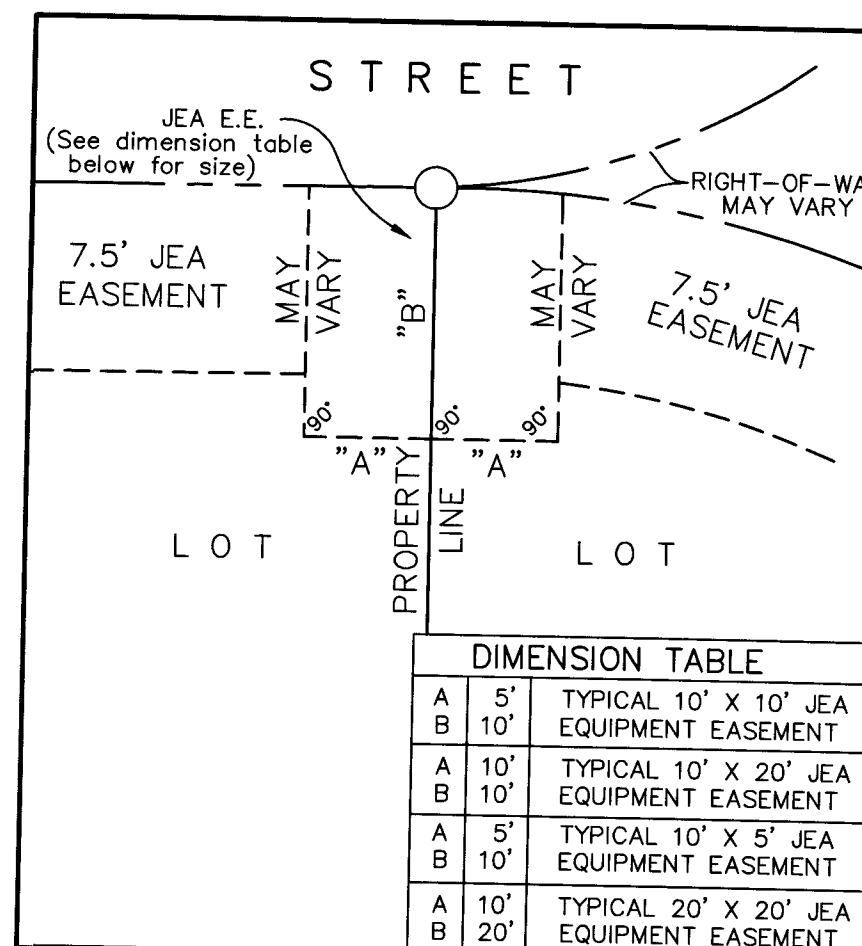 STREET
JEA E.E.
(See dimension table
below for size)
RIGHT-OF-WA
MAY VARY
7.5' JEA
EASEMENT
MAY
VARY
"B"
MAY
VARY
7.5' JEA
EASEMENT
90°
90°
90°
"A"
"A"
PROPERTY
LINE
LOT
LOT
DIMENSION TABLE
A 5' TYPICAL 10' X 10' JEA
B 10' EQUIPMENT EASEMENT
A 10' TYPICAL 10' X 20' JEA
B 10' EQUIPMENT EASEMENT
A 5' TYPICAL 10' X 5' JEA
B 10' EQUIPMENT EASEMENT
A 10' TYPICAL 20' X 20' JEA
B 20' EQUIPMENT EASEMENT